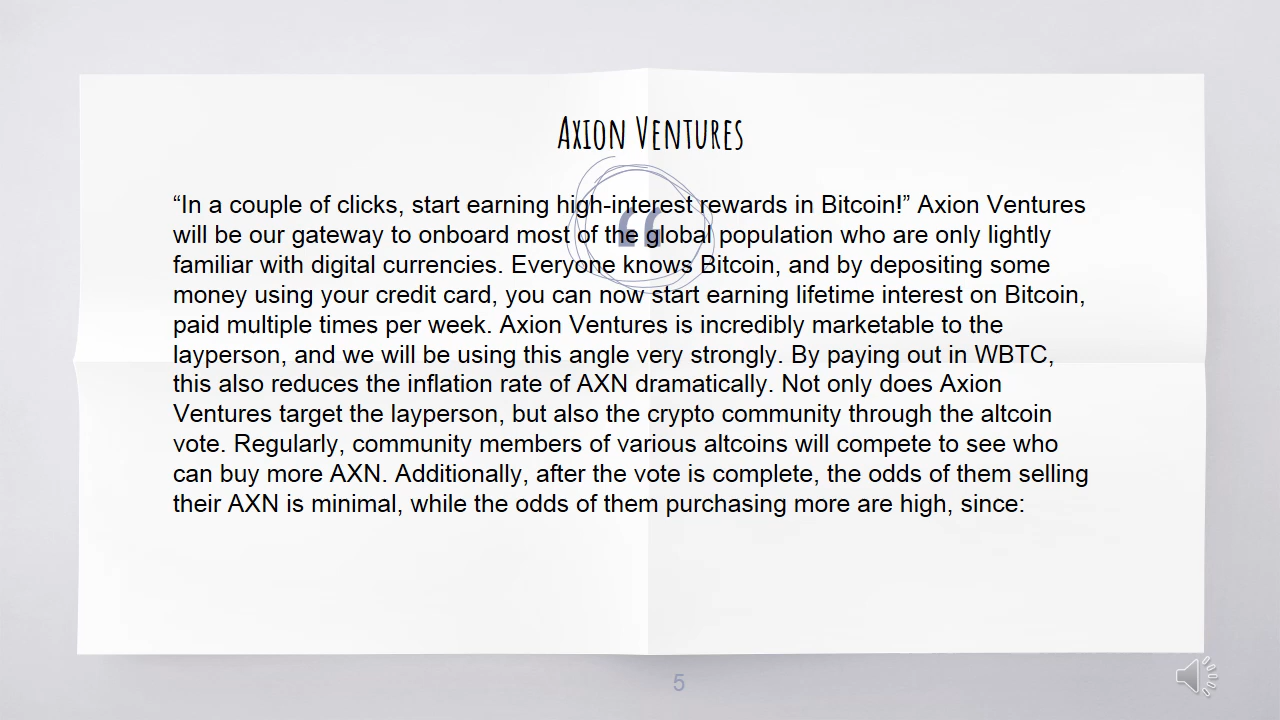 Axion Ventures
“In a couple of clicks, start earning high-interest rewards in Bitcoin!” Axion Ventures
will be our gateway to onboard most of the global population who are only lightly
familiar with digital currencies. Everyone knows Bitcoin, and by depositing some
money using your credit card, you can now start earning lifetime interest on Bitcoin,
paid multiple times per week. Axion Ventures is incredibly marketable to the
layperson, and we will be using this angle very strongly. By paying out in WBTC,
this also reduces the inflation rate of AXN dramatically. Not only does Axion
Ventures target the layperson, but also the crypto community through the altcoin
vote. Regularly, community members of various altcoins will compete to see who
can buy more AXN. Additionally, after the vote is complete, the odds of them selling
their AXN is minimal, while the odds of them purchasing more are high, since:
5